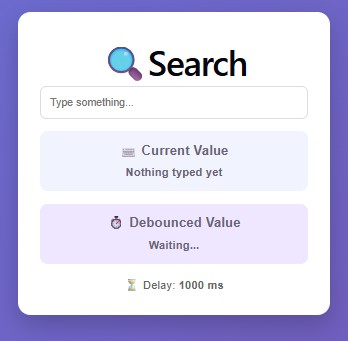 🔍 Search
Type something...
⌨️ Current Value
Nothing typed yet
⏱️ Debounced Value
Waiting...
⏳ Delay: 1000 ms